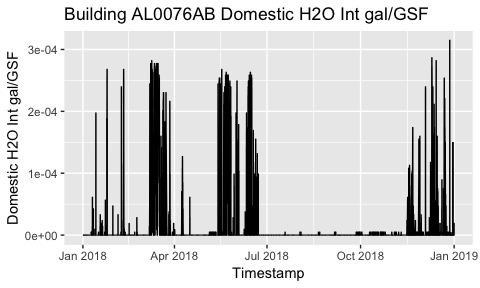 Building AL0076AB Domestic H2O Int gal/GSF
Domestic H2O Int gal/GSF
3e-04
2e-04
1e-04
0e+00
Jan 2018 Apr 2018 Jul 2018 Oct 2018 Jan 2019
Timestamp